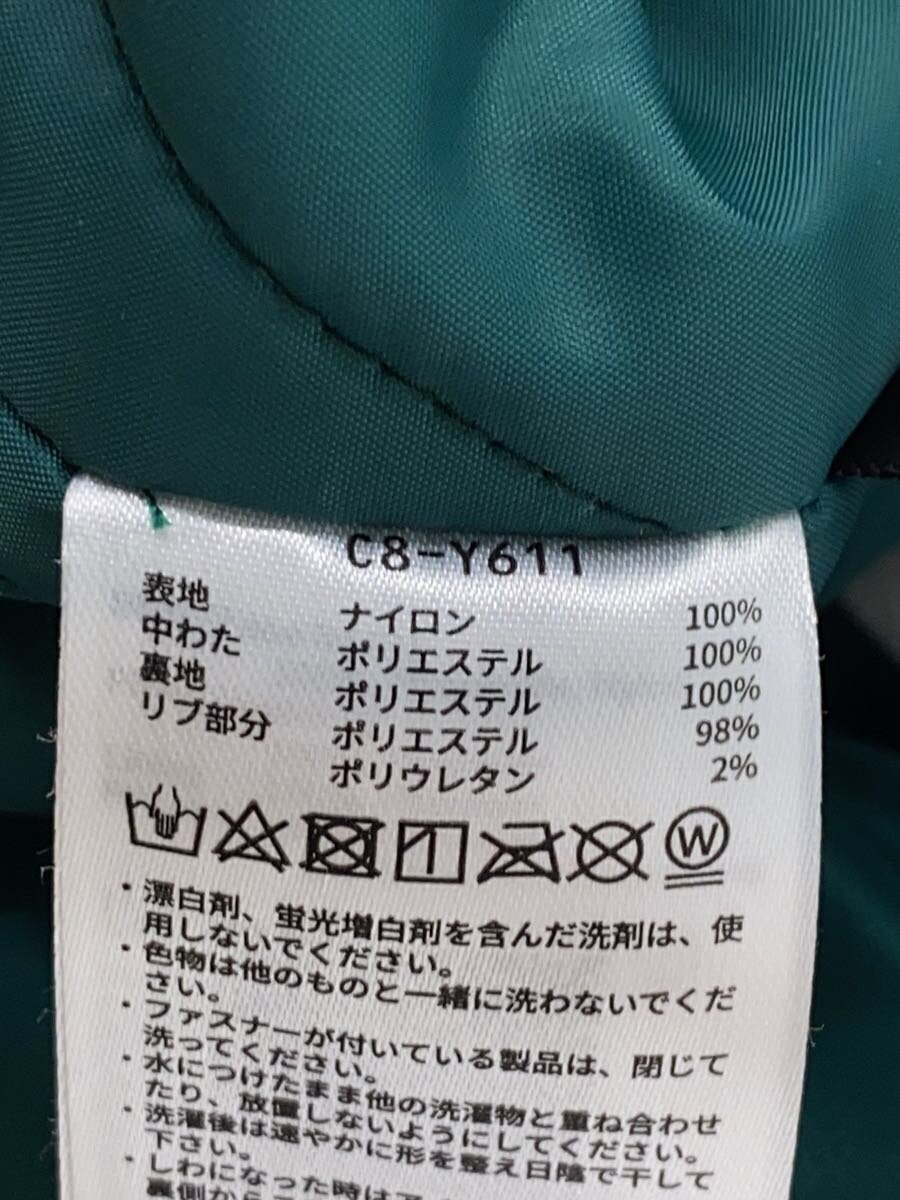 C8-Y611
表地 ナイロン 100%
中わた ポリエステル 100%
裏地 ポリエステル 100%
リブ部分 ポリエステル 98%
ポリウレタン 2%
W
・漂白剤、蛍光増白剤を含んだ洗剤は、使
用しないでください。
・色物は他のものと一緒に洗わないでくだ
さい。
・ファスナーが付いている製品は、閉じて
洗ってください。
・水につけたまま他の洗濯物と重ね合わせ
たり、放置しないようにしてください。
・洗濯後は速やかに形を整え日陰で干して
下さい。
・しわになった時は
裏側から